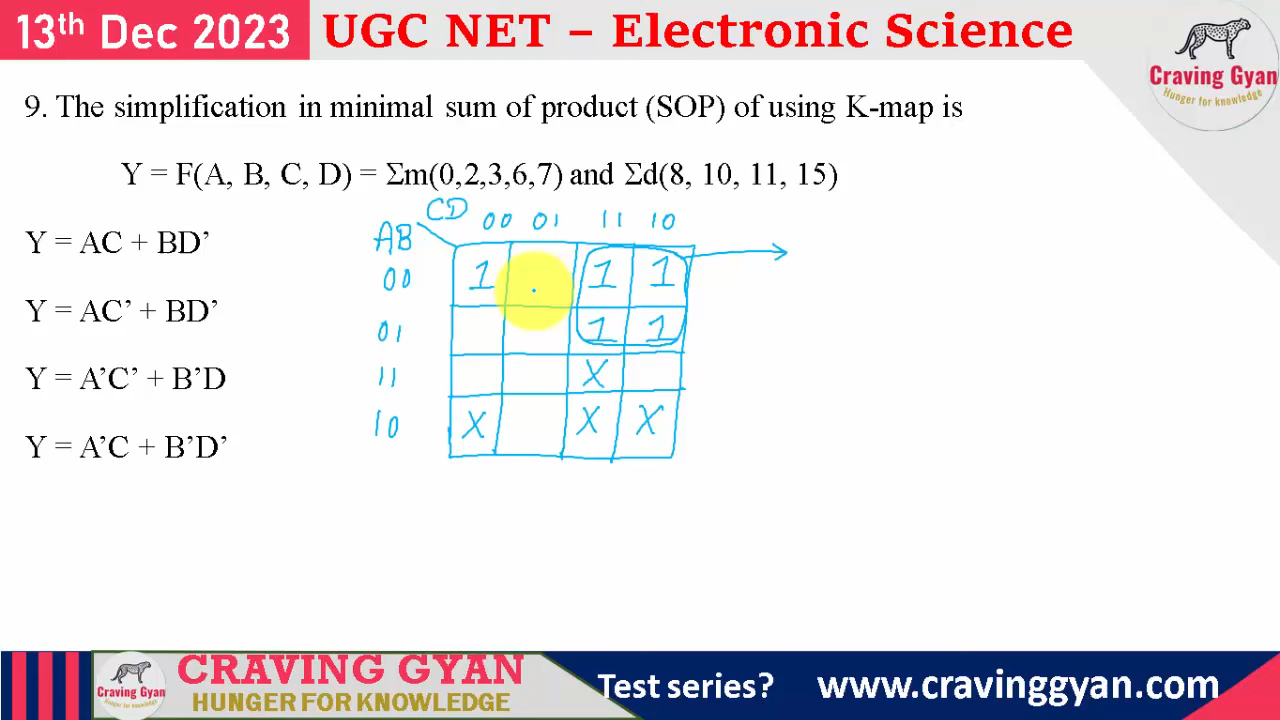 13th Dec 2023 UGC NET – Electronic Science
Craving Gyan
Hunger for knowledge
9. The simplification in minimal sum of product (SOP) of using K-map is
Y = F(A, B, C, D) = Σm(0,2,3,6,7) and Σd(8, 10, 11, 15)
CD 00 01 11 10
AB
Y = AC + BD’
00 1 1 1
Y = AC’ + BD’
01 1 1
Y = A’C’ + B’D
11 X
10 X X X
Y = A’C + B’D’
Craving Gyan
Hunger for knowledge
CRAVING GYAN
HUNGER FOR KNOWLEDGE
Test series? www.cravinggyan.com